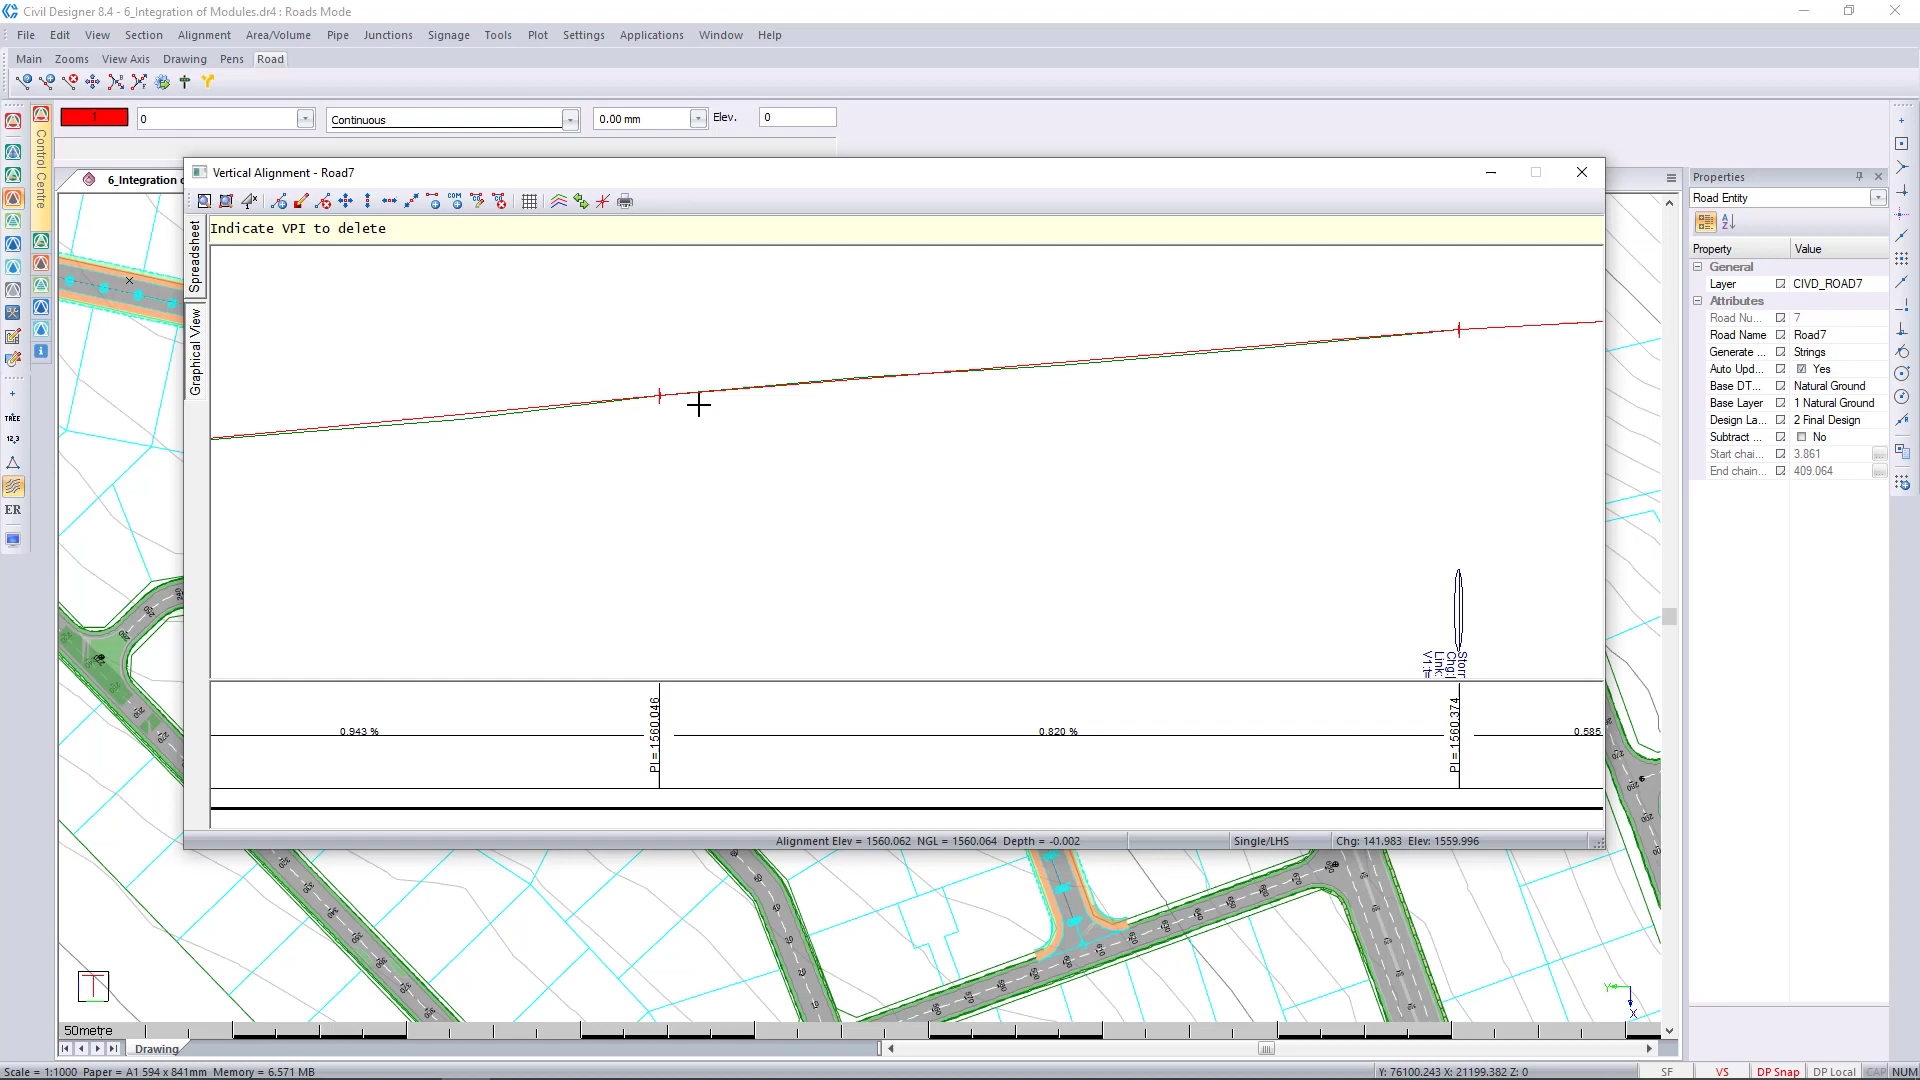 Civil Designer 8.4 - 6_Integration of Modules.dr4 : Roads Mode
File Edit View Section Alignment Area/Volume Pipe Junctions Signage Tools Plot Settings Applications Window Help
Main Zooms View Axis Drawing Pens Road
1 0 Continuous 0.00 mm Elev. 0
Control Centre
6_Integration
Vertical Alignment - Road7
Indicate VPI to delete
Spreadsheet
Graphical View
Storr
Chg:
Link:
0.943 %
PI = 1560.046
0.820 %
PI = 1560.374
0.585
Alignment Elev = 1560.062 NGL = 1560.064 Depth = -0.002
Single/LHS
Chg: 141.983 Elev: 1559.996
TREE
12.3
ER
Properties
Road Entity
Property Value
General
Layer CIVD_ROAD7
Attributes
Road Nu... 7
Road Name Road7
Generate ... Strings
Auto Upd... Yes
Base DT... Natural Ground
Base Layer 1 Natural Ground
Design La... 2 Final Design
Subtract ... No
Start chai... 3.861
End chain... 409.064
50metre
Y
X
Drawing
Scale = 1:1000 Paper = A1 594 x 841mm Memory = 6.571 MB
Y: 76100.243 X: 21199.382 Z: 0
SF VS DP Snap DP Local CAP NUM